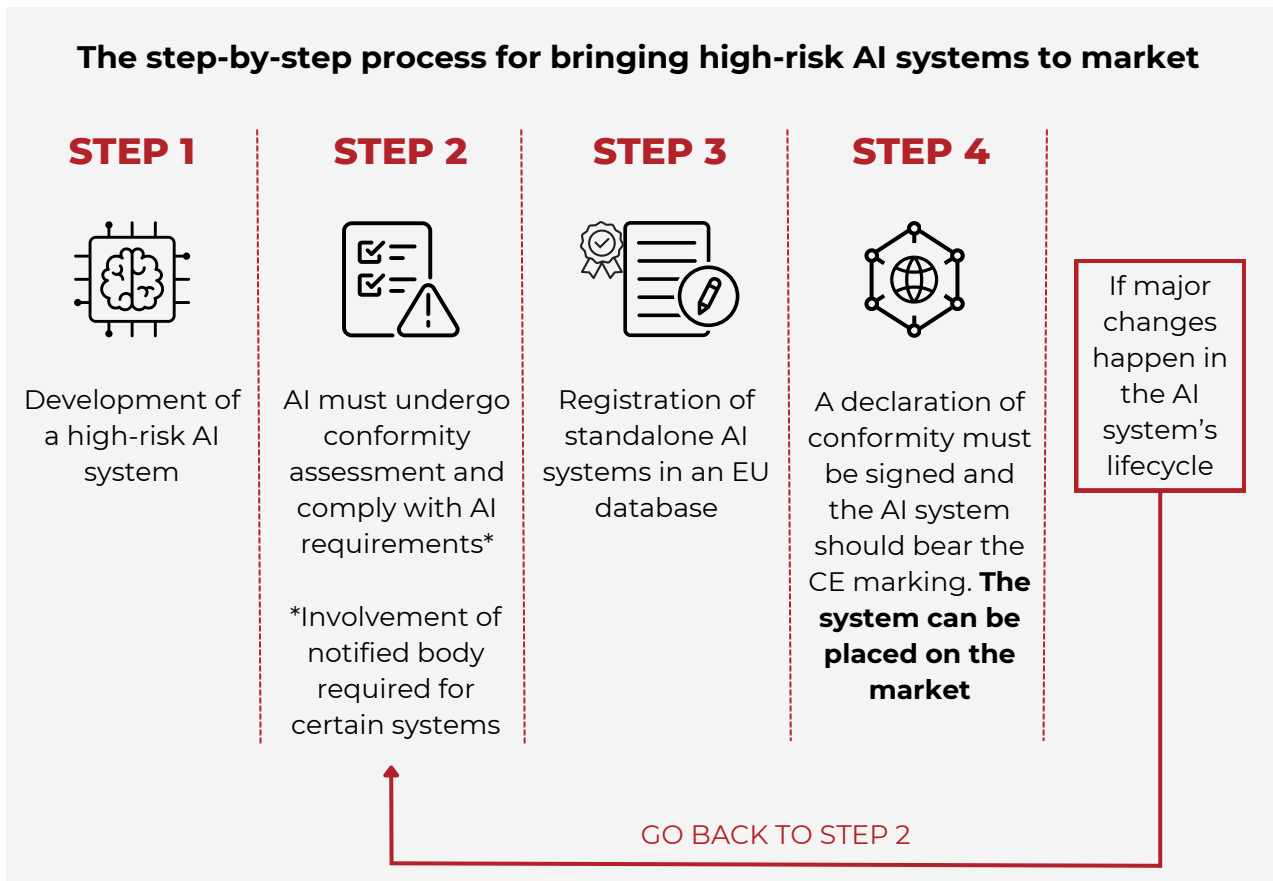 The step-by-step process for bringing high-risk AI systems to market
STEP 1
Development of
a high-risk AI
system
STEP 2
AI must undergo
conformity
assessment and
comply with AI
requirements*
*Involvement of
notified body
required for
certain systems
STEP 3
Registration of
standalone AI
systems in an EU
database
STEP 4
A declaration of
conformity must
be signed and
the AI system
should bear the
CE marking. The
system can be
placed on the
market
If major
changes
happen in
the AI
system’s
lifecycle
GO BACK TO STEP 2